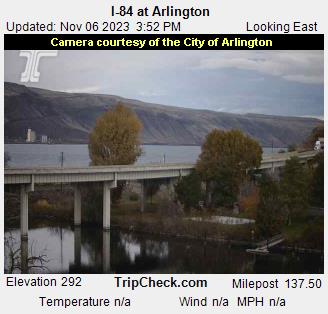 I-84 at Arlington
Updated: Nov 06 2023 3:52 PM Looking East
Camera courtesy of the City of Arlington
Elevation 292 TripCheck.com Milepost 137.50
Temperature n/a Wind n/a MPH n/a